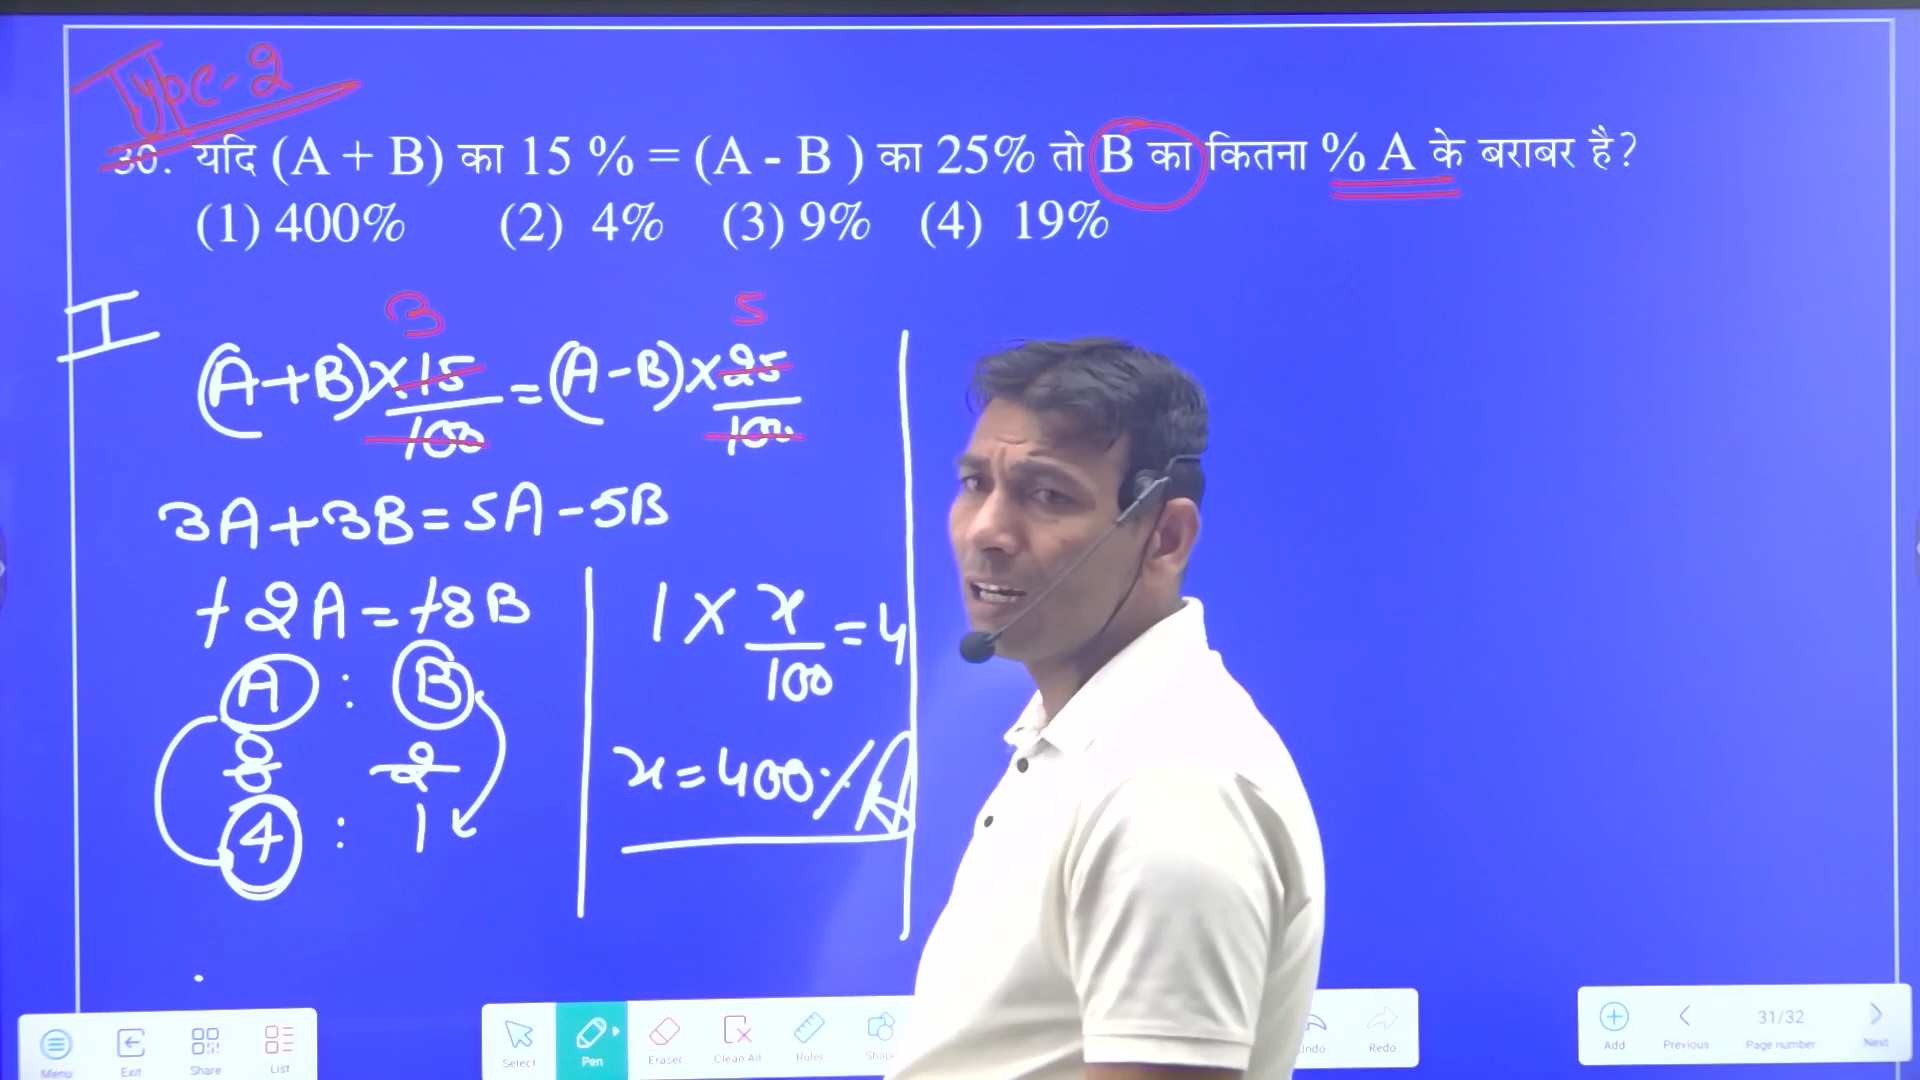 Type-2
30. यदि (A + B) का 15 % = (A - B ) का 25% तो B का कितना % A के बराबर है?
(1) 400% (2) 4% (3) 9% (4) 19%
I
3 5
(A+B)×15/100 = (A-B)×25/100
3A+3B=5A-5B
+2A=+8B
A : B
8 2
4 : 1
1 × x/100 = 4
x=400% A
Menu Exit Share List
Select Pen Eraser Clean All Ruler
Redo
Add Previous 31/32 Page number Next